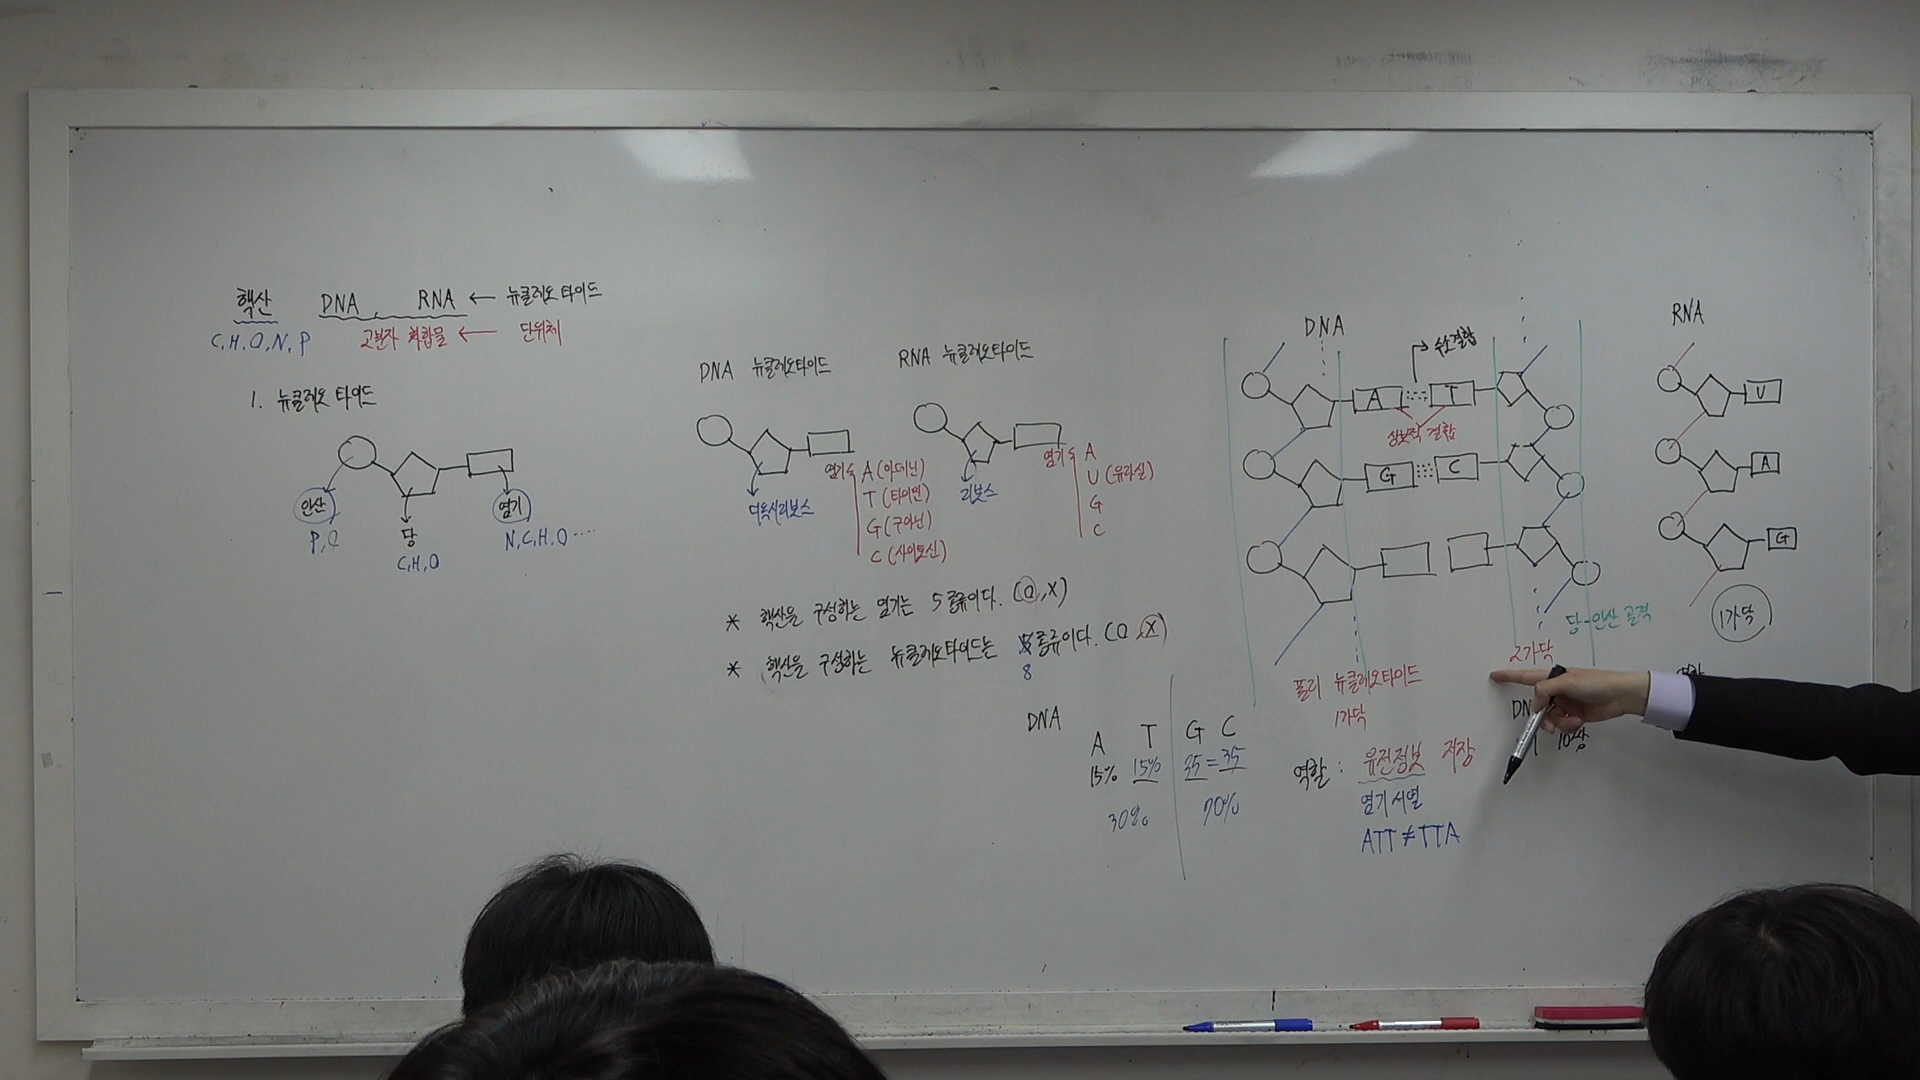 핵산 DNA, RNA ← 뉴클레오타이드
C, H, O, N, P 고분자 화합물 ← 단위체
1. 뉴클레오타이드
인산 당 염기
P, O C,H,O N,C,H,O····
DNA 뉴클레오타이드
디옥시리보스
염기
A (아데닌)
T (타이민)
G (구아닌)
C (사이토신)
RNA 뉴클레오타이드
리보스
염기
A
U (유라실)
G
C
* 핵산을 구성하는 염기는 5종류이다. (O, X)
* 핵산을 구성하는 뉴클레오타이드는 종류이다. (O, X)
8
DNA
A T G C
15% 15% 35 = 35
30% 70%
DNA
→ 수소결합
A T
상보적 결합
G C
당-인산 골격
폴리 뉴클레오타이드
1가닥
2가닥
역할 : 유전정보 저장
염기서열
ATT ≠ TTA
RNA
U
A
G
1가닥